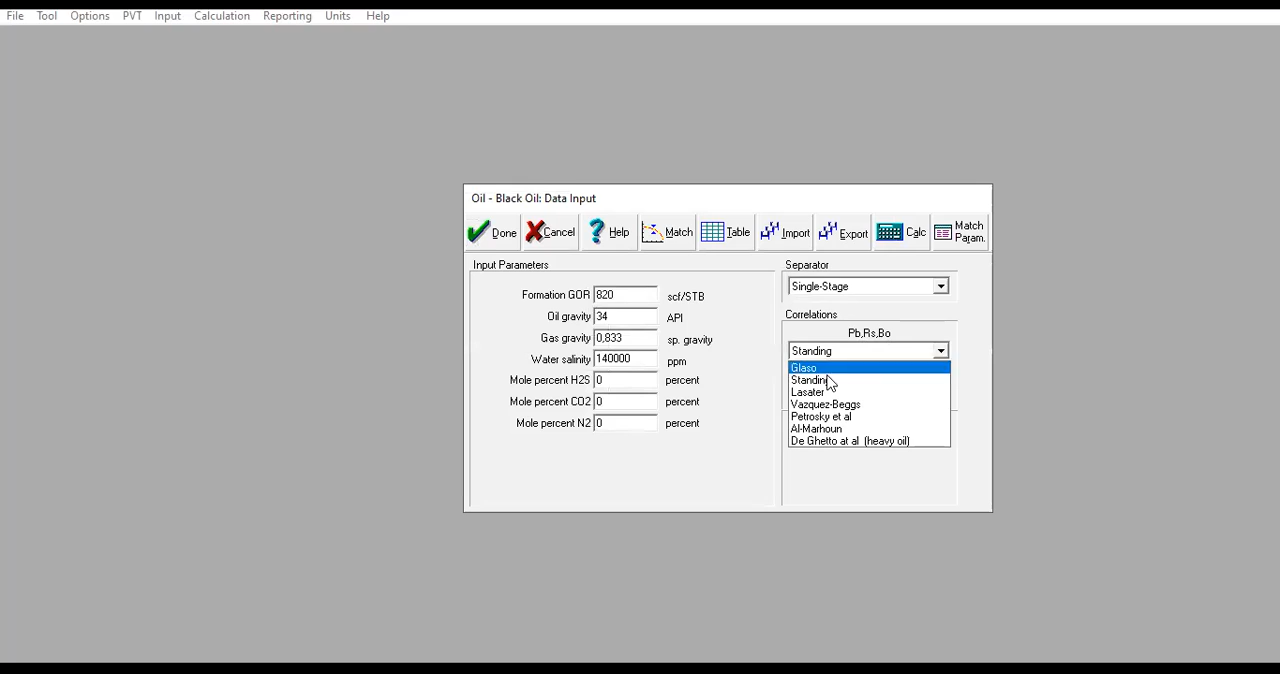 File Tool Options PVT Input Calculation Reporting Units Help
Oil - Black Oil: Data Input
Done Cancel Help Match Table Import Export Calc Match Param.
Input Parameters
Formation GOR 820 scf/STB
Oil gravity 34 API
Gas gravity 0,833 sp. gravity
Water salinity 140000 ppm
Mole percent H2S 0 percent
Mole percent CO2 0 percent
Mole percent N2 0 percent
Separator
Single-Stage
Correlations
Pb,Rs,Bo
Standing
Glaso
Standing
Lasater
Vazquez-Beggs
Petrosky et al
Al-Marhoun
De Ghetto at al (heavy oil)